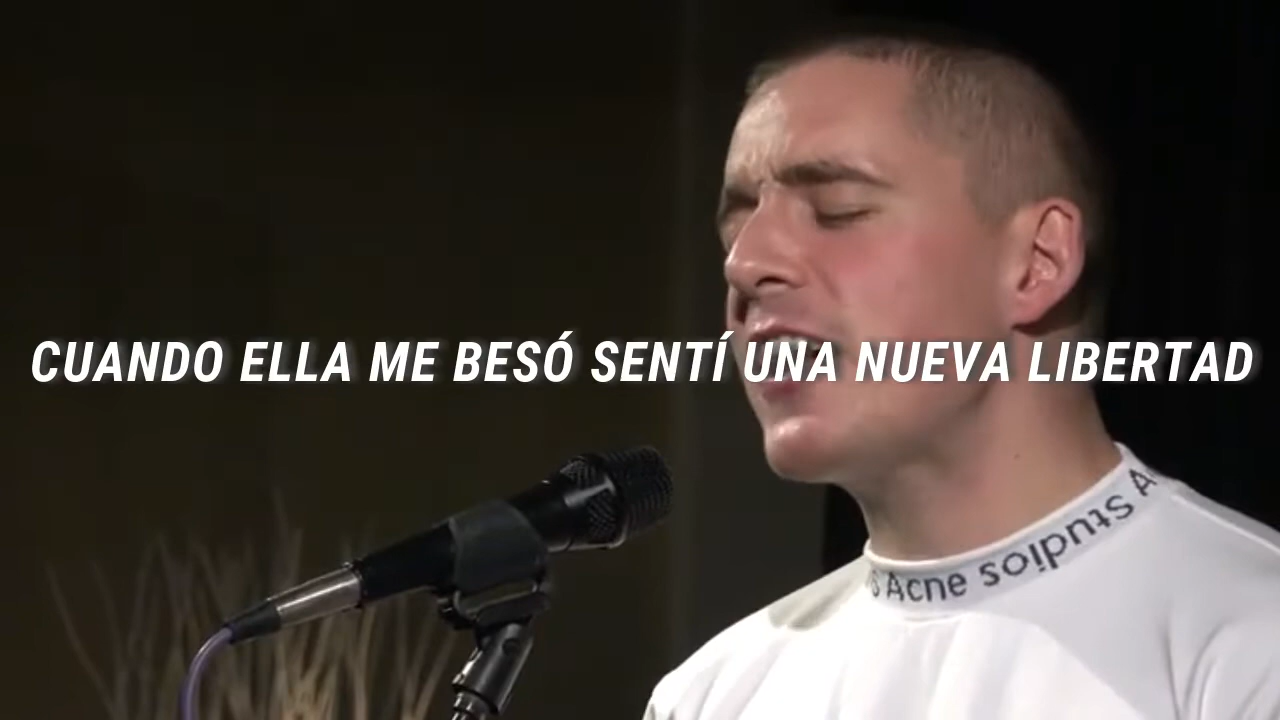 CUANDO ELLA ME BESÓ SENTÍ UNA NUEVA LIBERTAD
Acne Studios A